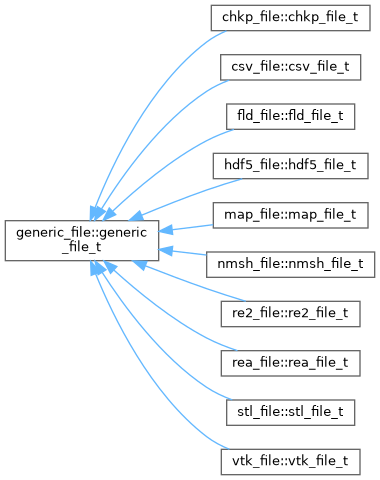 chkp_file::chkp_file_t
csv_file::csv_file_t
fld_file::fld_file_t
hdf5_file::hdf5_file_t
map_file::map_file_t
generic_file::generic
_file_t
nmsh_file::nmsh_file_t
re2_file::re2_file_t
rea_file::rea_file_t
stl_file::stl_file_t
vtk_file::vtk_file_t